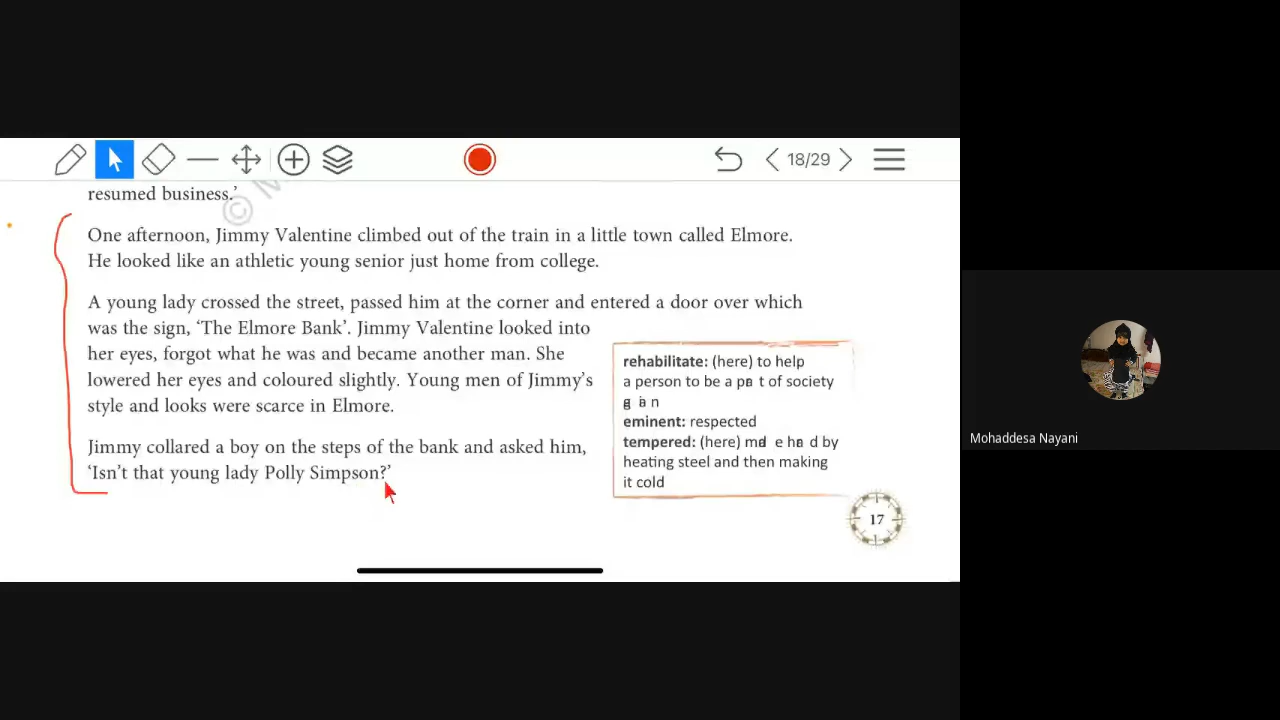 18/29
resumed business.'
© M
One afternoon, Jimmy Valentine climbed out of the train in a little town called Elmore.
He looked like an athletic young senior just home from college.
A young lady crossed the street, passed him at the corner and entered a door over which
was the sign, ‘The Elmore Bank’. Jimmy Valentine looked into
her eyes, forgot what he was and became another man. She
lowered her eyes and coloured slightly. Young men of Jimmy’s
style and looks were scarce in Elmore.
Jimmy collared a boy on the steps of the bank and asked him,
‘Isn’t that young lady Polly Simpson?’
rehabilitate: (here) to help
a person to be a part of society
again
eminent: respected
tempered: (here) made hard by
heating steel and then making
it cold
17
Mohaddesa Nayani